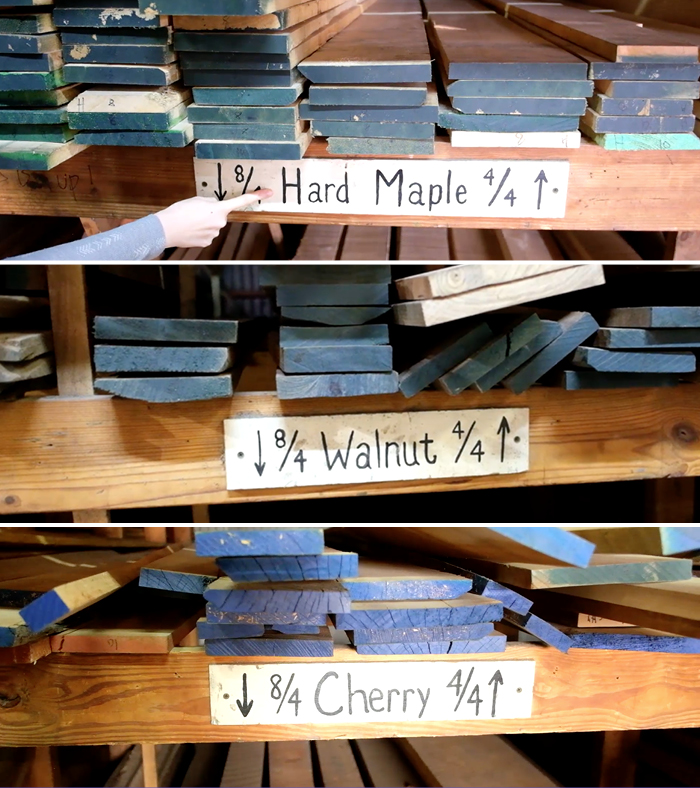 ↓ 8/4 Hard Maple 4/4 ↑
↓ 8/4 Walnut 4/4 ↑
↓ 8/4 Cherry 4/4 ↑